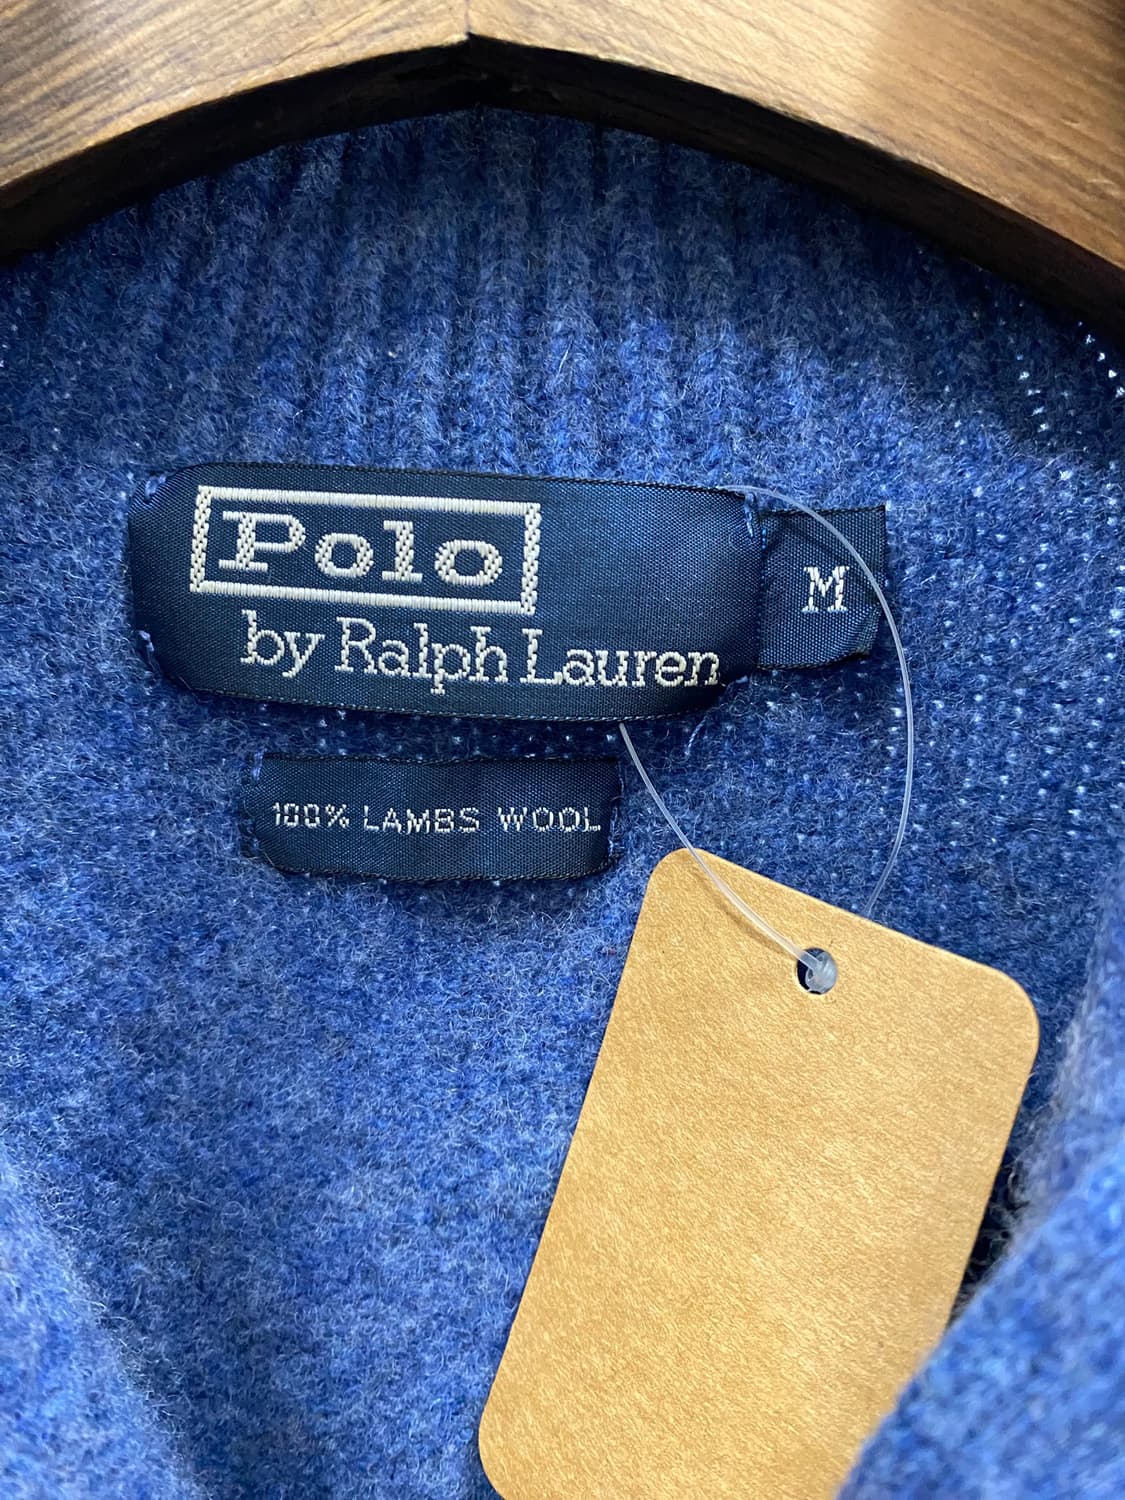 Polo
by Ralph Lauren
M
100% LAMBS WOOL